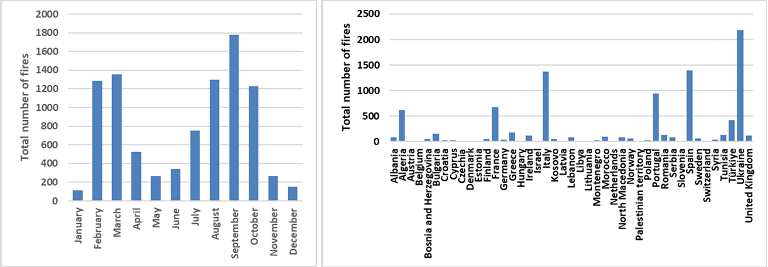 Total number of fires
2000
1800
1600
1400
1200
1000
800
600
400
200
0
January
February
March
April
May
June
July
August
September
October
November
December
Total number of fires
2500
2000
1500
1000
500
0
Albania
Algeria
Austria
Belgium
Bosnia and Herzegovina
Bulgaria
Croatia
Cyprus
Czechia
Denmark
Estonia
Finland
France
Germany
Greece
Hungary
Ireland
Israel
Italy
Kosovo
Latvia
Lebanon
Libya
Lithuania
Montenegro
Morocco
Netherlands
North Macedonia
Norway
Palestinian territory
Poland
Portugal
Romania
Serbia
Slovenia
Spain
Sweden
Switzerland
Syria
Tunisia
Türkiye
Ukraine
United Kingdom